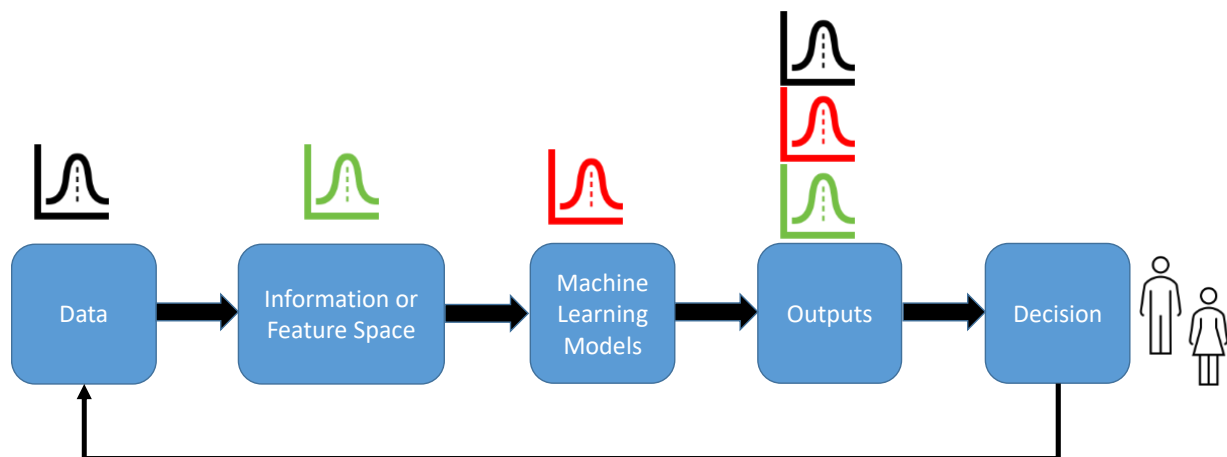 Data
Information or
Feature Space
Machine
Learning
Models
Outputs
Decision